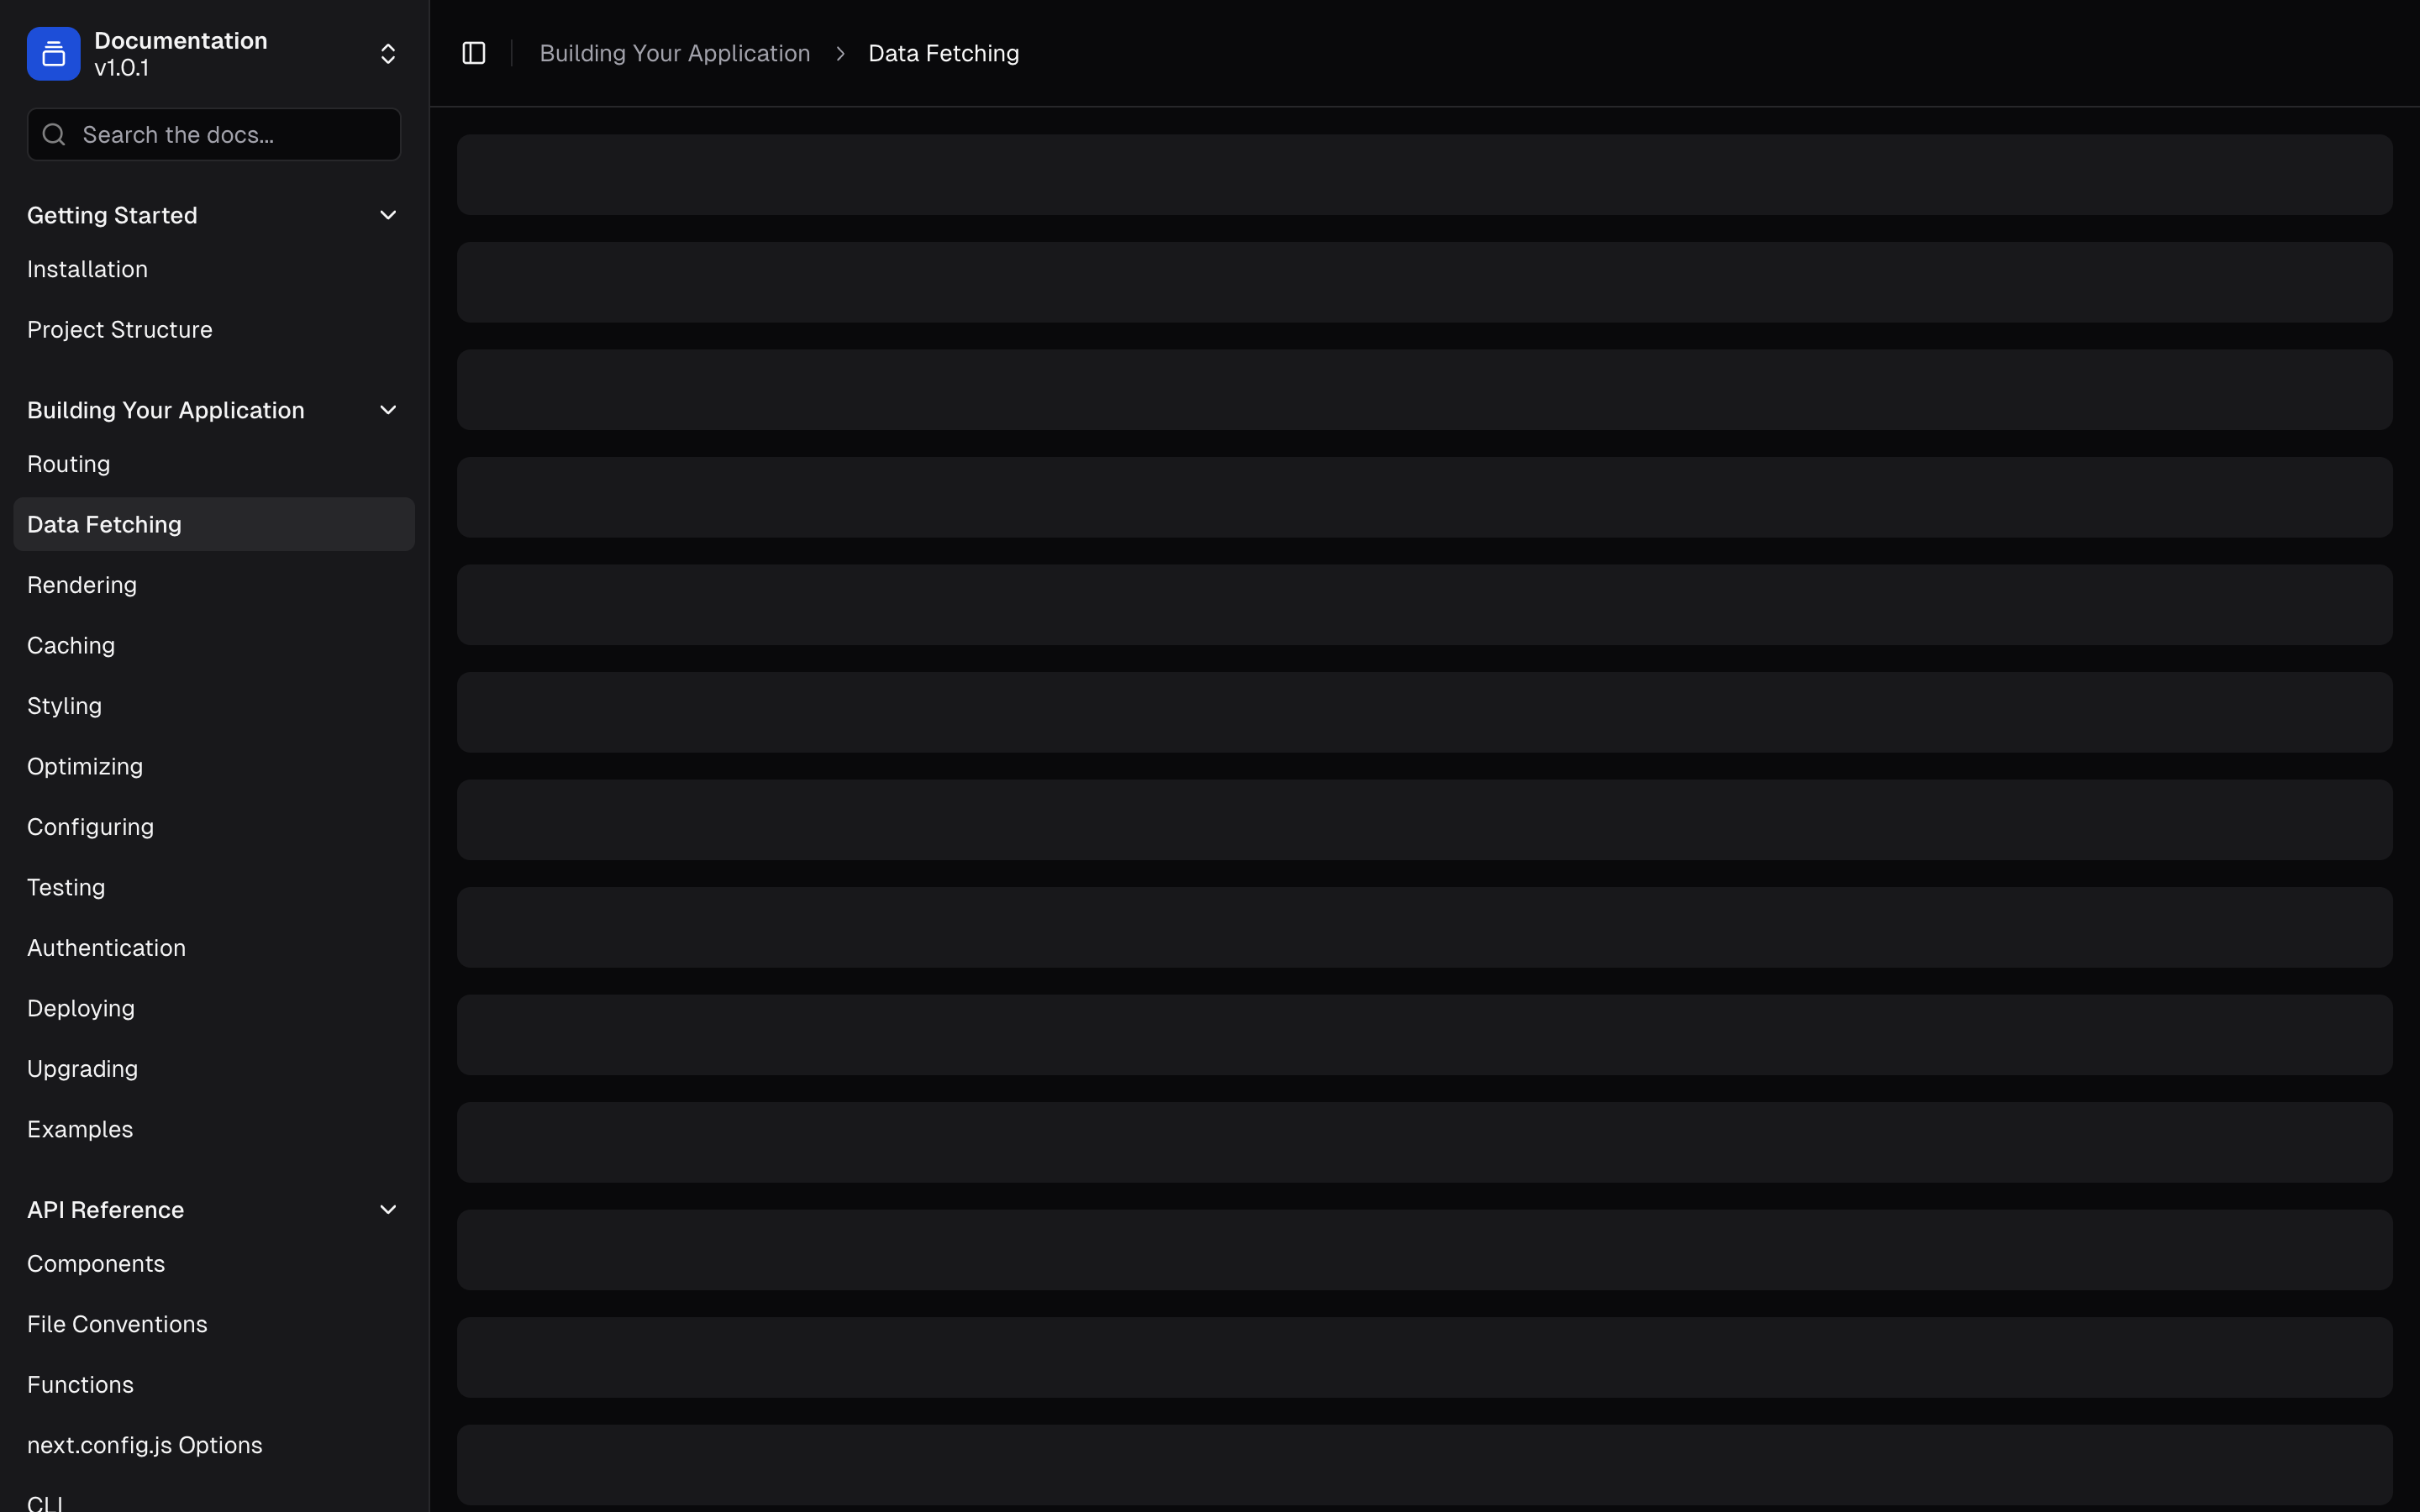 Documentation
v1.0.1
Search the docs...
Getting Started
Installation
Project Structure
Building Your Application
Routing
Data Fetching
Rendering
Caching
Styling
Optimizing
Configuring
Testing
Authentication
Deploying
Upgrading
Examples
API Reference
Components
File Conventions
Functions
next.config.js Options
CLI
Building Your Application
Data Fetching